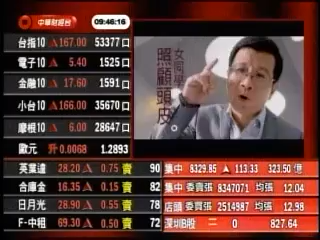 中華財經台 09:46:16
台指10 ▲167.00 53377口
電子10 ▲ 5.40 1525口
金融10 ▲ 17.60 1591口
小台10 ▲166.00 35670口
摩根10 ▲ 6.00 28647口
歐元 升 0.0068 1.2893
英業達 28.20 ▲ 0.75 賣 90
合庫金 16.35 ▲ 0.15 賣 82
日月光 28.90 ▲ 0.55 賣 78
F-中租 69.30 ▲ 0.50 賣 72
女同學
照顧頭皮。
集中 8329.85 ▲ 113.33 323.50億
集中 委賣張 8347071 均張 12.04
店頭 委賣張 2514987 均張 12.98
深圳B股 二 0 827.64